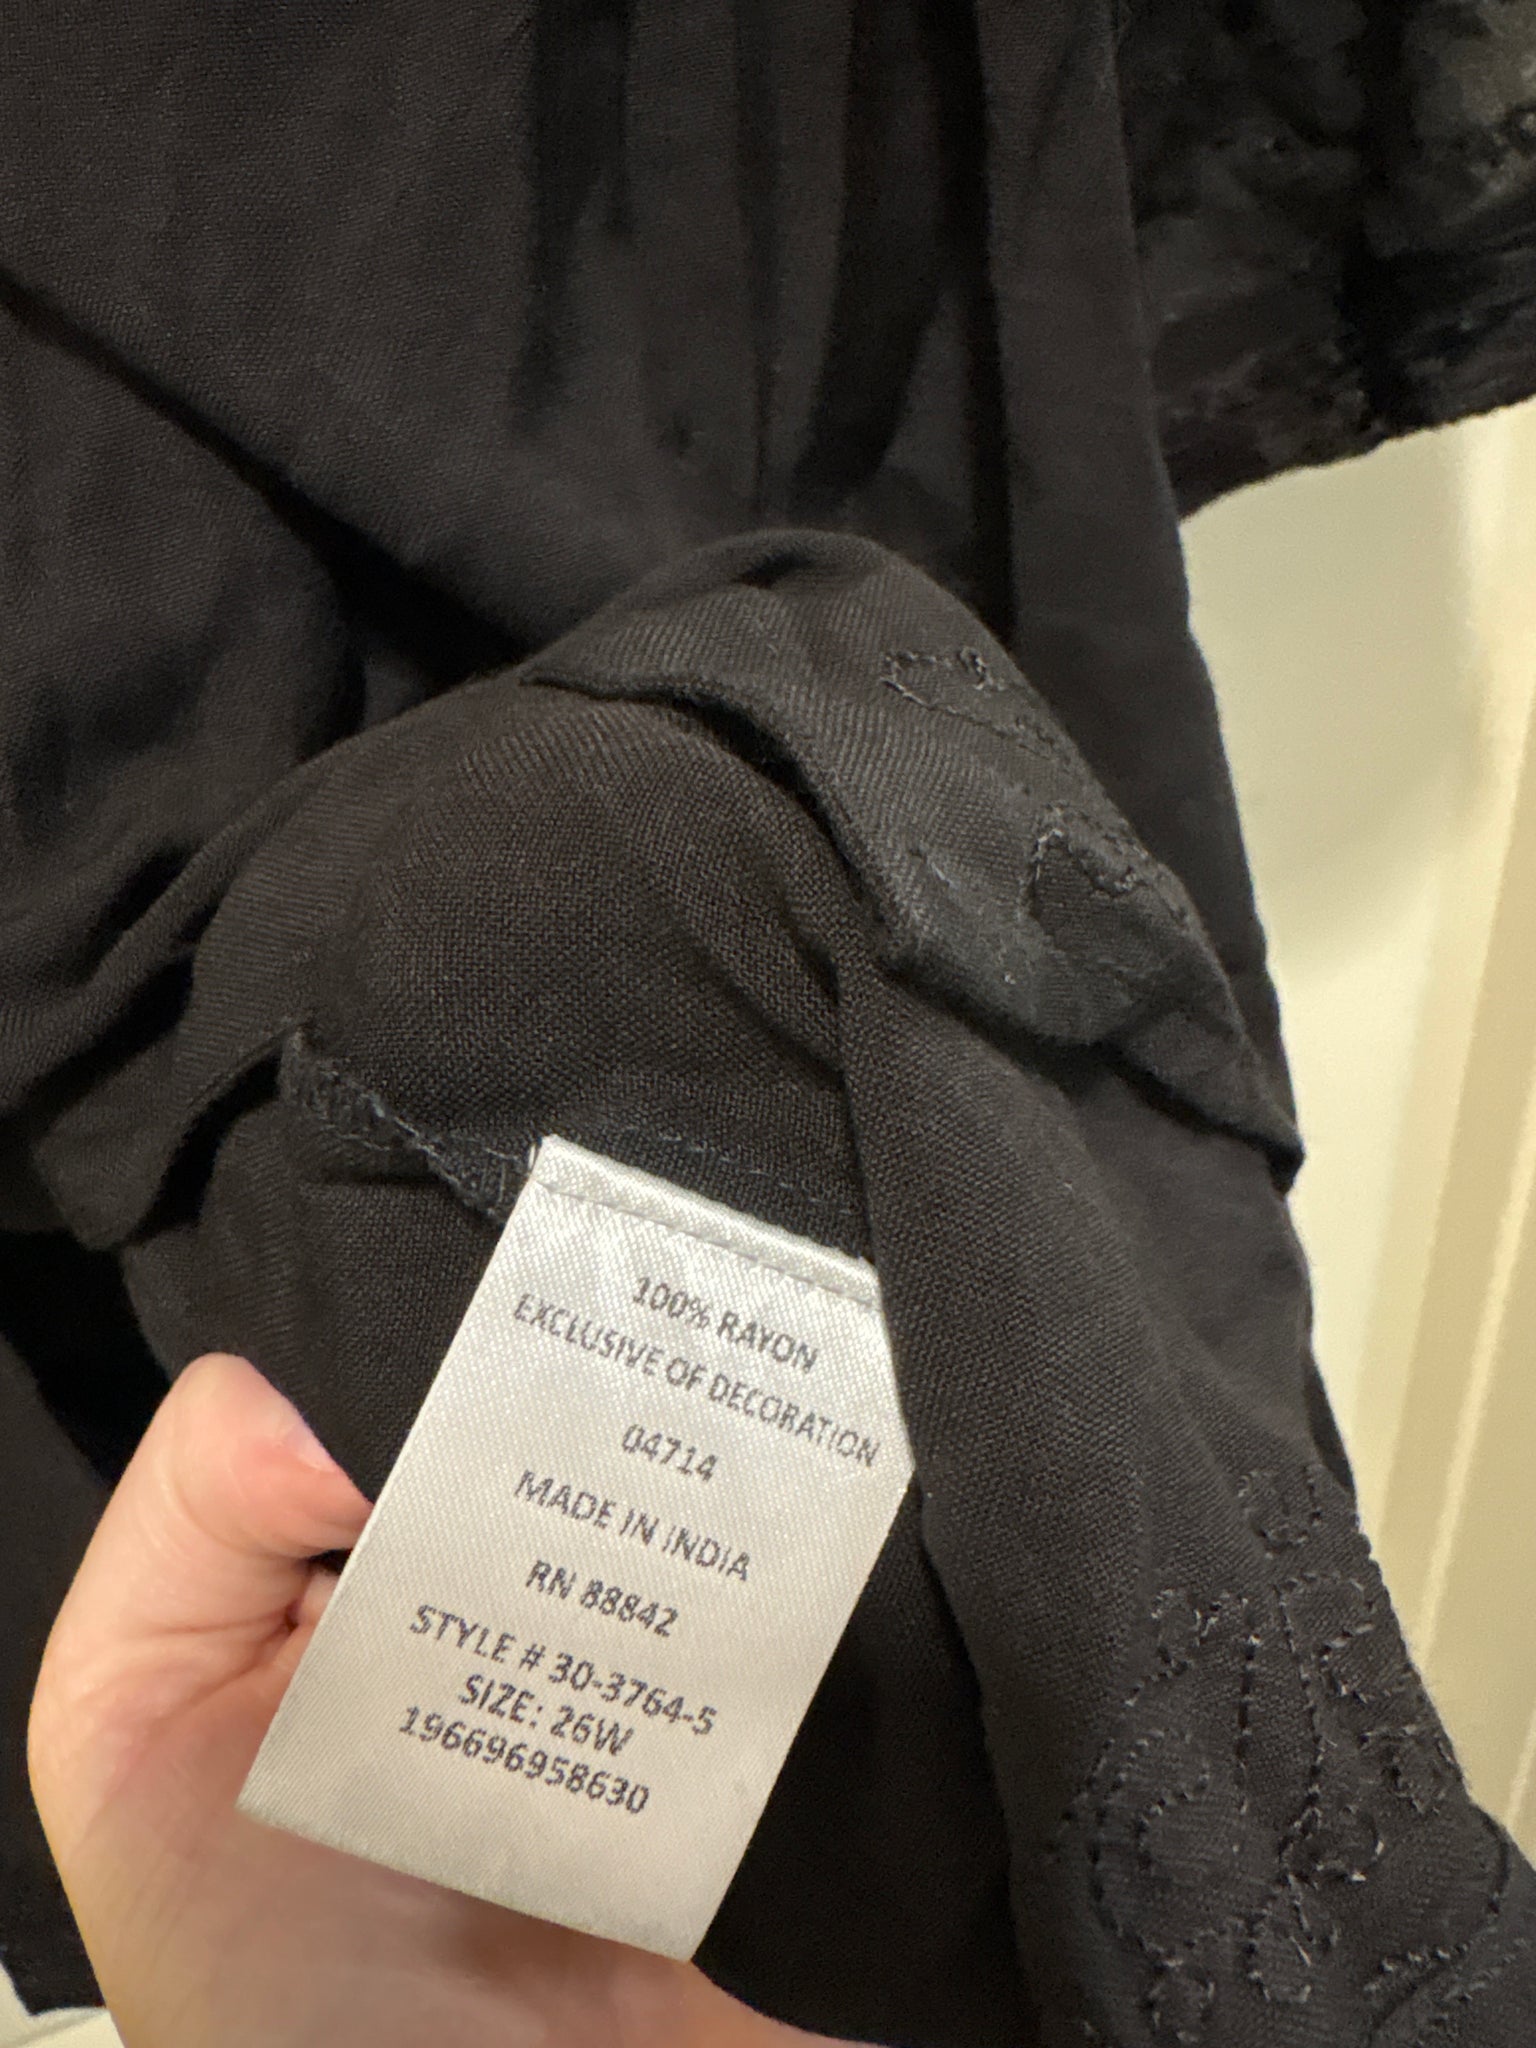 100% RAYON
EXCLUSIVE OF DECORATION
04714
MADE IN INDIA
RN 88842
STYLE # 30-3764-5
SIZE: 26W
196696958630